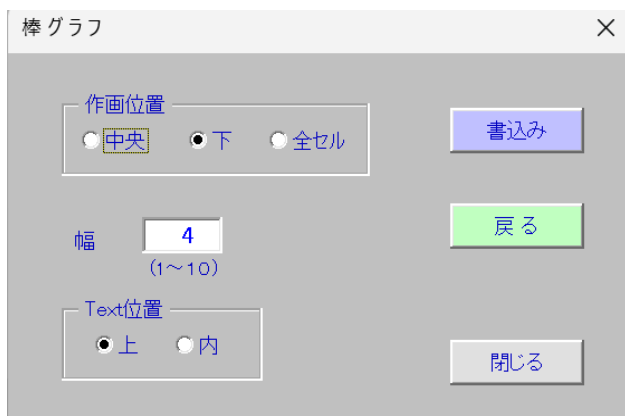 棒グラフ
作画位置
中央 下 全セル
書込み
幅 4
(1～10)
戻る
Text位置
上 内
閉じる